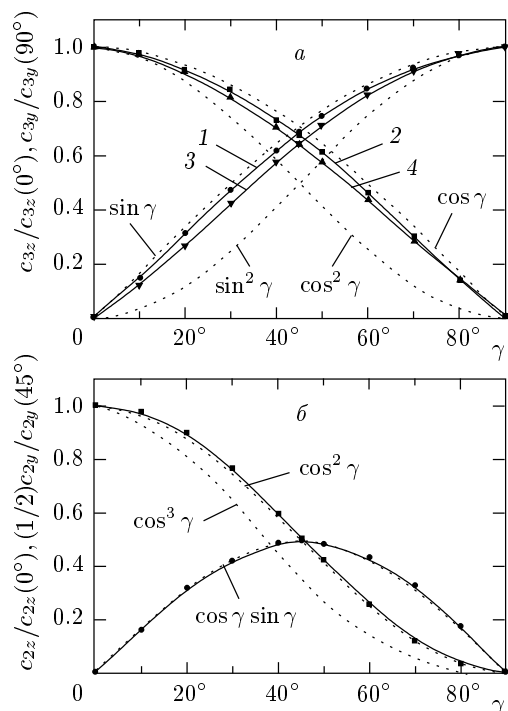 c₃z/c₃z(0°), c₃y/c₃y(90°)
а
1.0
0.8
0.6
0.4
0.2
0
1
3
2
4
sin γ
cos γ
sin² γ
cos² γ
20° 40° 60° 80°
γ
c₂z/c₂z(0°), (1/2)c₂y/c₂y(45°)
б
1.0
0.8
0.6
0.4
0.2
0
cos² γ
cos³ γ
cos γ sin γ
20° 40° 60° 80°
γ